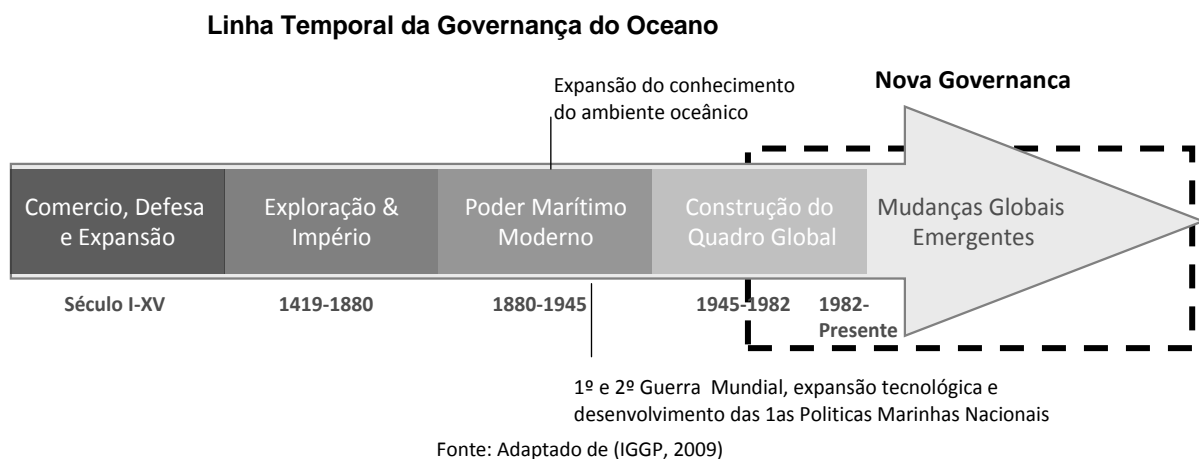 Linha Temporal da Governança do Oceano
Expansão do conhecimento
do ambiente oceânico
Nova Governanca
Comercio, Defesa
e Expansão
Exploração &
Império
Poder Marítimo
Moderno
Construção do
Quadro Global
Mudanças Globais
Emergentes
Século I-XV
1419-1880
1880-1945
1945-1982
1982-
Presente
1º e 2º Guerra Mundial, expansão tecnológica e
desenvolvimento das 1as Politicas Marinhas Nacionais
Fonte: Adaptado de (IGGP, 2009)